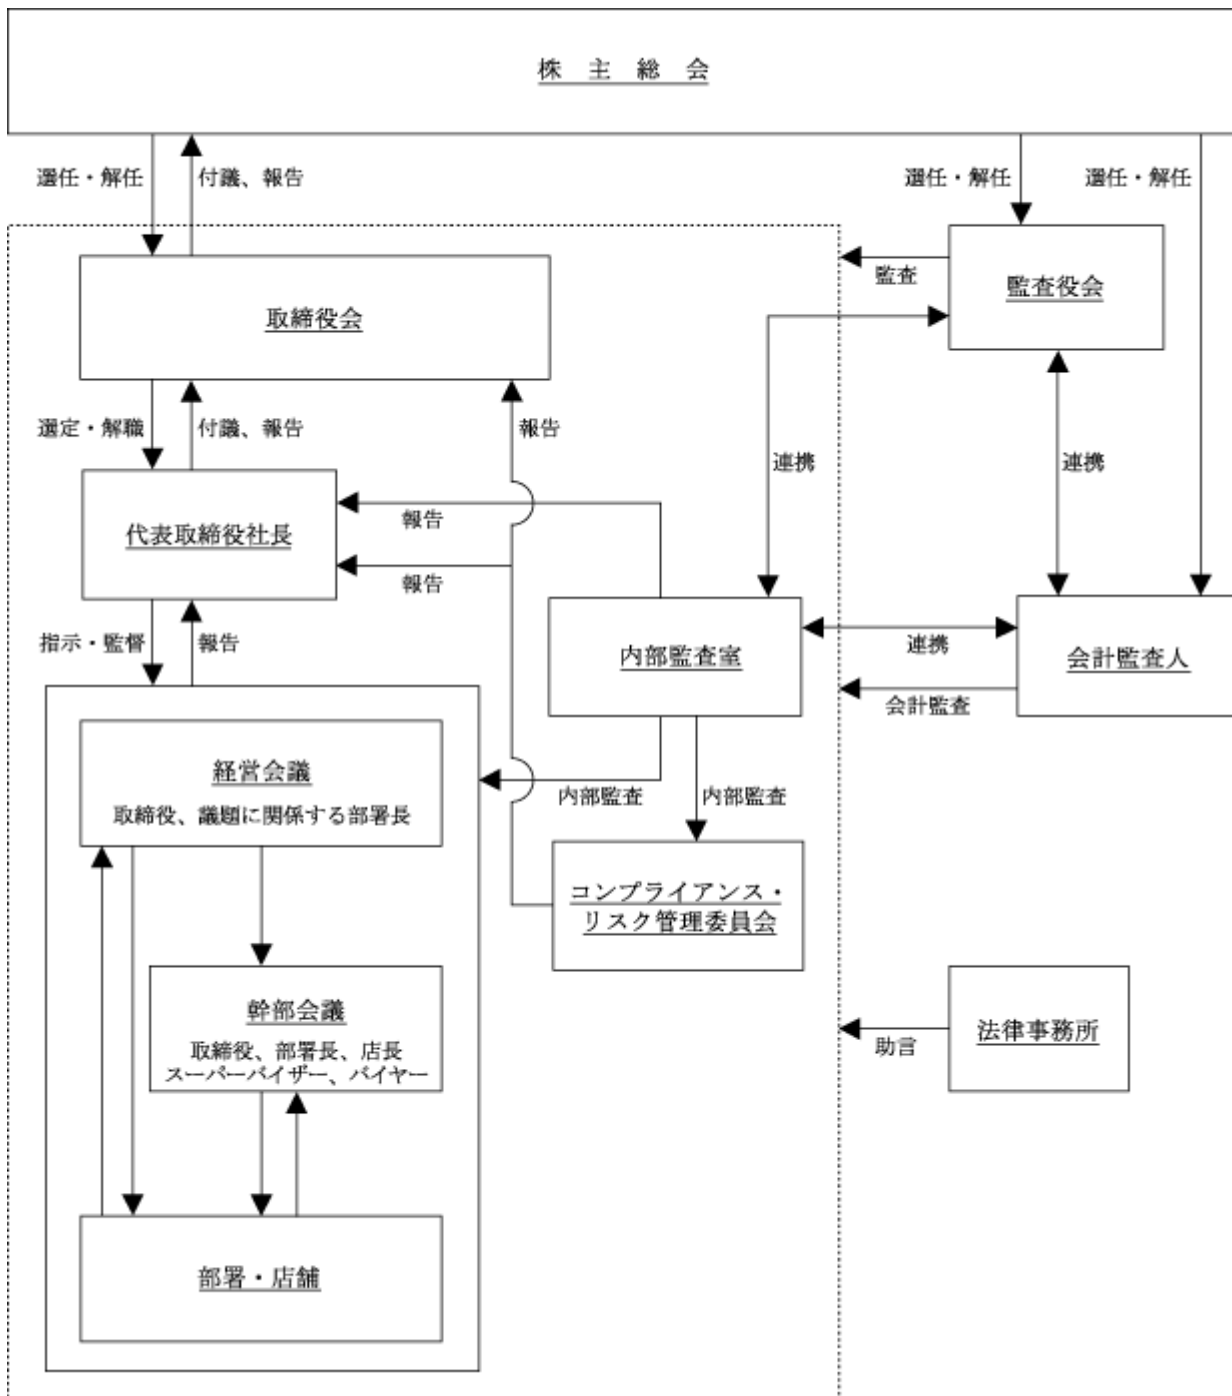 株主総会
選任・解任
付議、報告
選任・解任
選任・解任
取締役会
監査
監査役会
選定・解職
付議、報告
報告
連携
連携
代表取締役社長
報告
報告
指示・監督
報告
内部監査室
連携
会計監査人
会計監査
経営会議
取締役、議題に関係する部署長
内部監査
内部監査
コンプライアンス・
リスク管理委員会
幹部会議
取締役、部署長、店長
スーパーバイザー、バイヤー
助言
法律事務所
部署・店舗